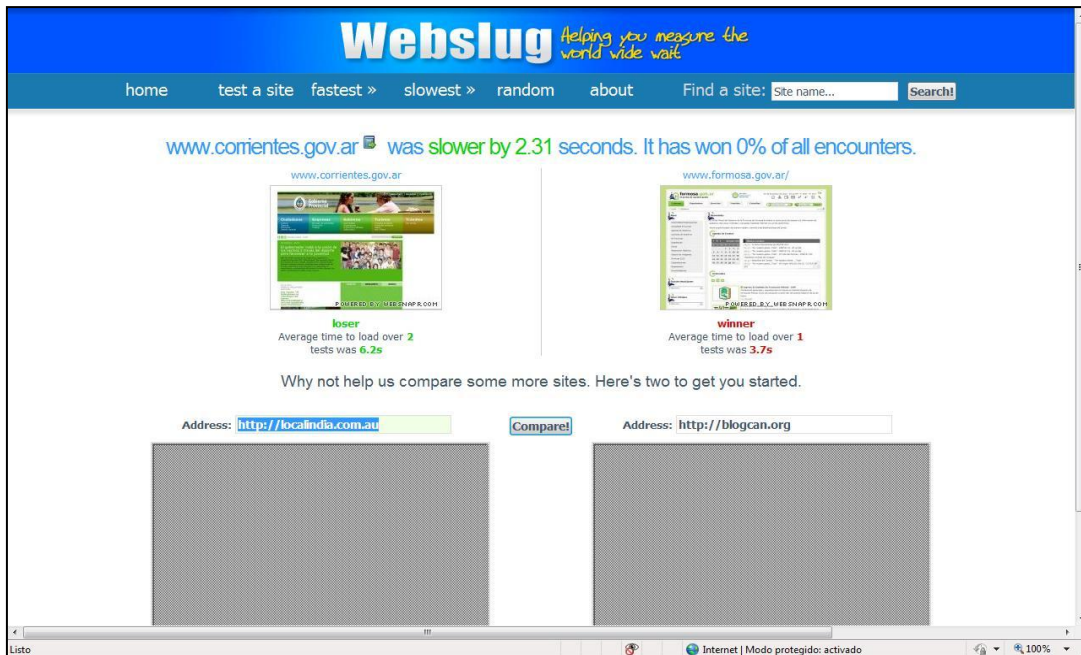 Webslug Helping you measure the
world wide wait
home test a site fastest » slowest » random about Find a site: Site name... Search!
www.corrientes.gov.ar was slower by 2.31 seconds. It has won 0% of all encounters.
www.corrientes.gov.ar
POWERED BY WEBSNAPR.COM
loser
Average time to load over 2
tests was 6.2s
www.formosa.gov.ar/
formosa
POWERED BY WEBSNAPR.COM
winner
Average time to load over 1
tests was 3.7s
Why not help us compare some more sites. Here's two to get you started.
Address: http://localindia.com.au Compare! Address: http://blogcan.org
Listo Internet | Modo protegido: activado 100%